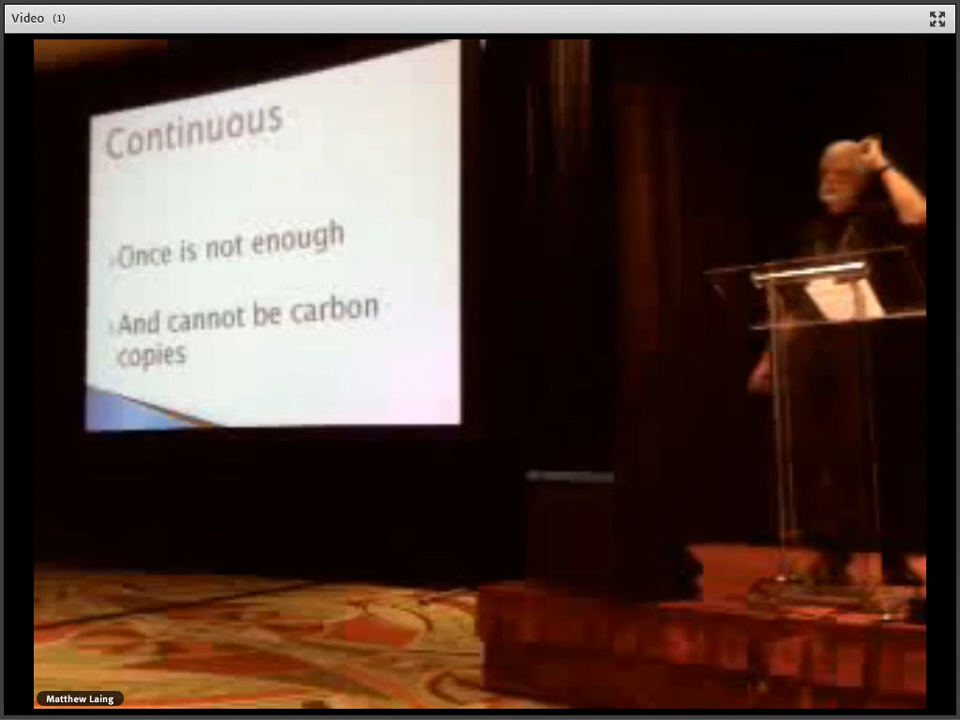 Video (1)
Continuous
Once is not enough
And cannot be carbon
copies
Matthew Laing